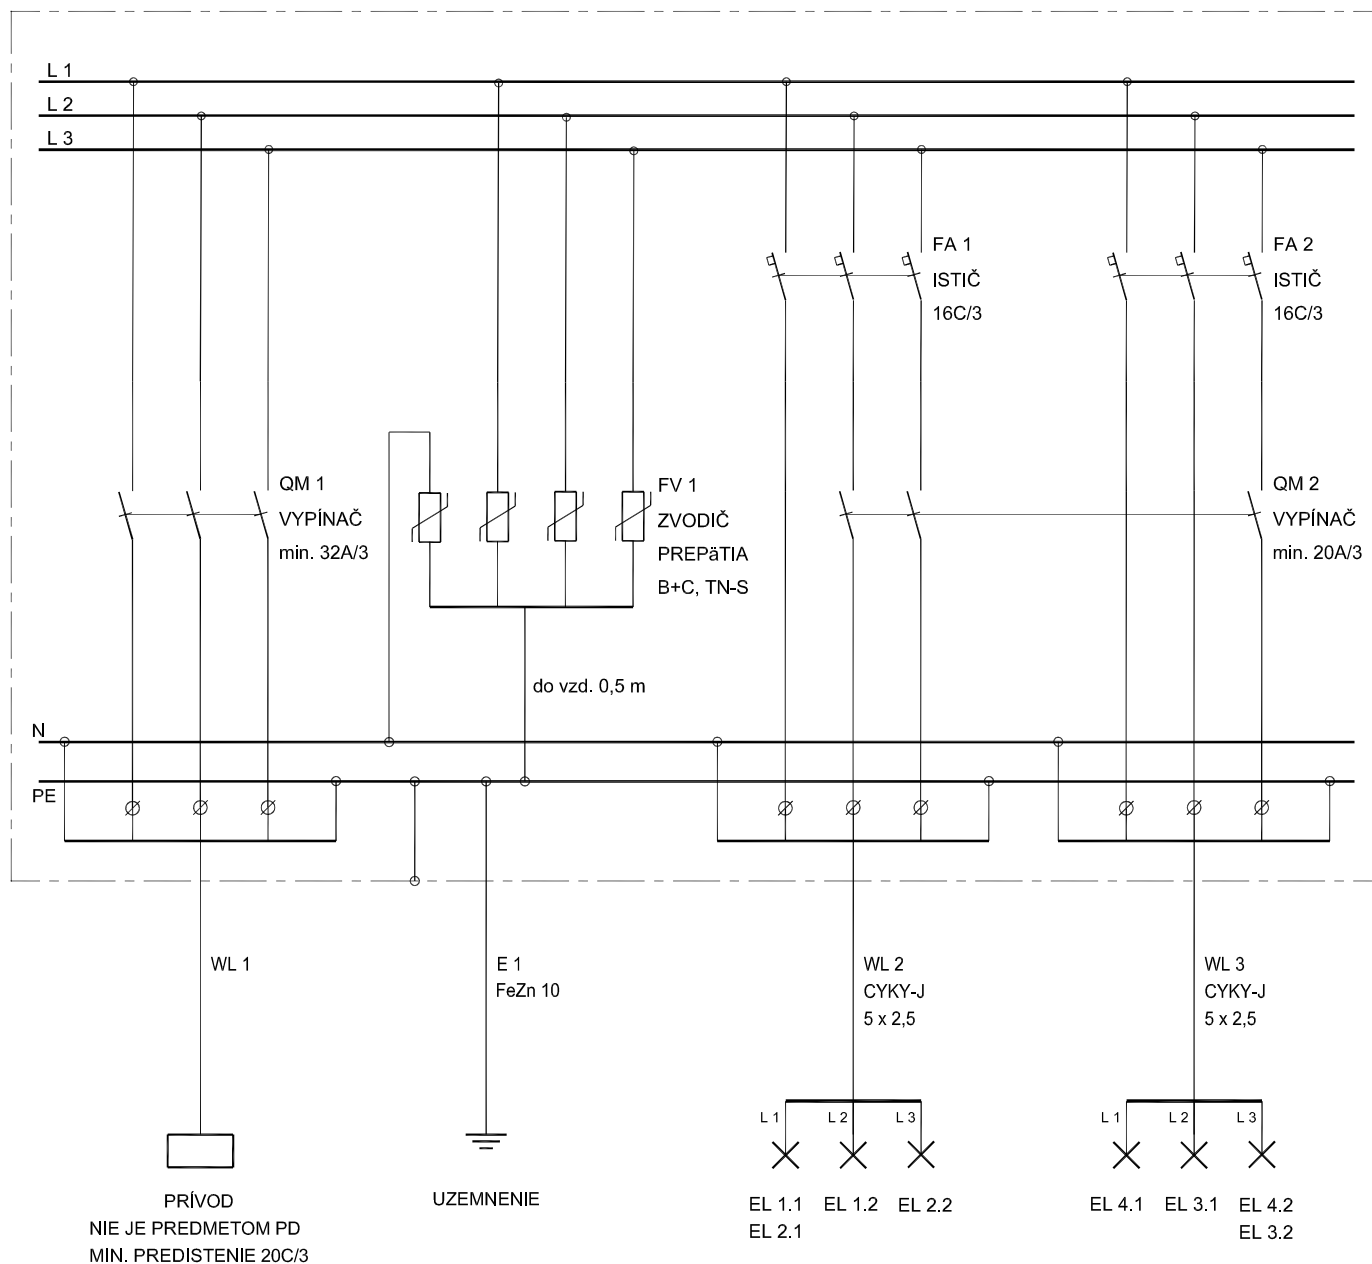 L 1
L 2
L 3
FA 1
ISTIČ
16C/3
FA 2
ISTIČ
16C/3
QM 1
VYPÍNAČ
min. 32A/3
FV 1
ZVODIČ
PREPäTIA
B+C, TN-S
QM 2
VYPÍNAČ
min. 20A/3
do vzd. 0,5 m
N
PE
WL 1
E 1
FeZn 10
WL 2
CYKY-J
5 x 2,5
WL 3
CYKY-J
5 x 2,5
L 1
L 2
L 3
L 1
L 2
L 3
PRÍVOD
NIE JE PREDMETOM PD
MIN. PREDISTENIE 20C/3
UZEMNENIE
EL 1.1
EL 2.1
EL 1.2
EL 2.2
EL 4.1
EL 3.1
EL 4.2
EL 3.2